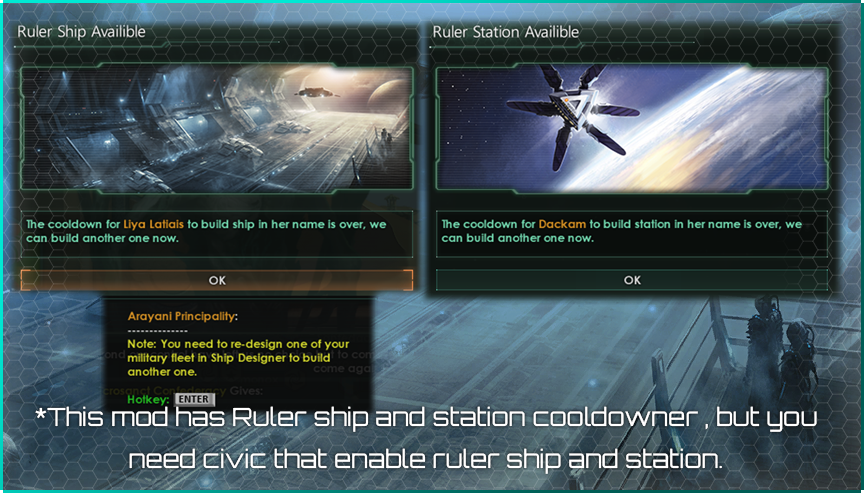 Ruler Ship Availible
The cooldown for Liya Latiais to build ship in her name is over, we
can build another one now.
OK
Ruler Station Availible
The cooldown for Dackam to build station in her name is over, we
can build another one now.
OK
Arayani Principality:
--------------
Note: You need to re-design one of your
military fleet in Ship Designer to build
another one.
come aga
Confederacy Gives:
Hotkey: ENTER
*This mod has Ruler ship and station cooldowner , but you
need civic that enable ruler ship and station.